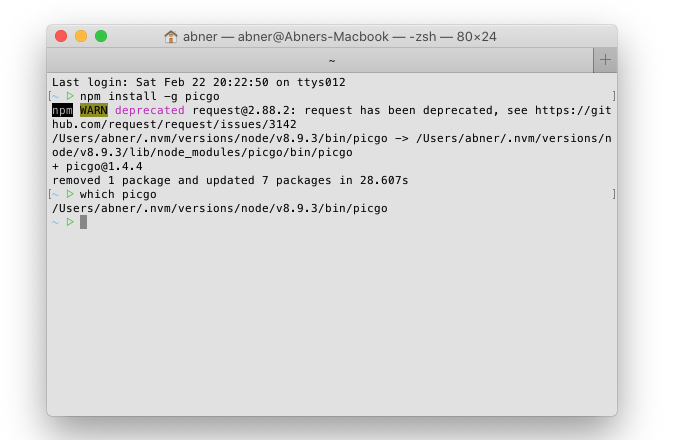 abner — abner@Abners-Macbook — -zsh — 80×24
~
+
Last login: Sat Feb 22 20:22:50 on ttys012
[~ ▷ npm install -g picgo ]
npm WARN deprecated request@2.88.2: request has been deprecated, see https://git
hub.com/request/request/issues/3142
/Users/abner/.nvm/versions/node/v8.9.3/bin/picgo -> /Users/abner/.nvm/versions/n
ode/v8.9.3/lib/node_modules/picgo/bin/picgo
+ picgo@1.4.4
removed 1 package and updated 7 packages in 28.607s
[~ ▷ which picgo ]
/Users/abner/.nvm/versions/node/v8.9.3/bin/picgo
~ ▷